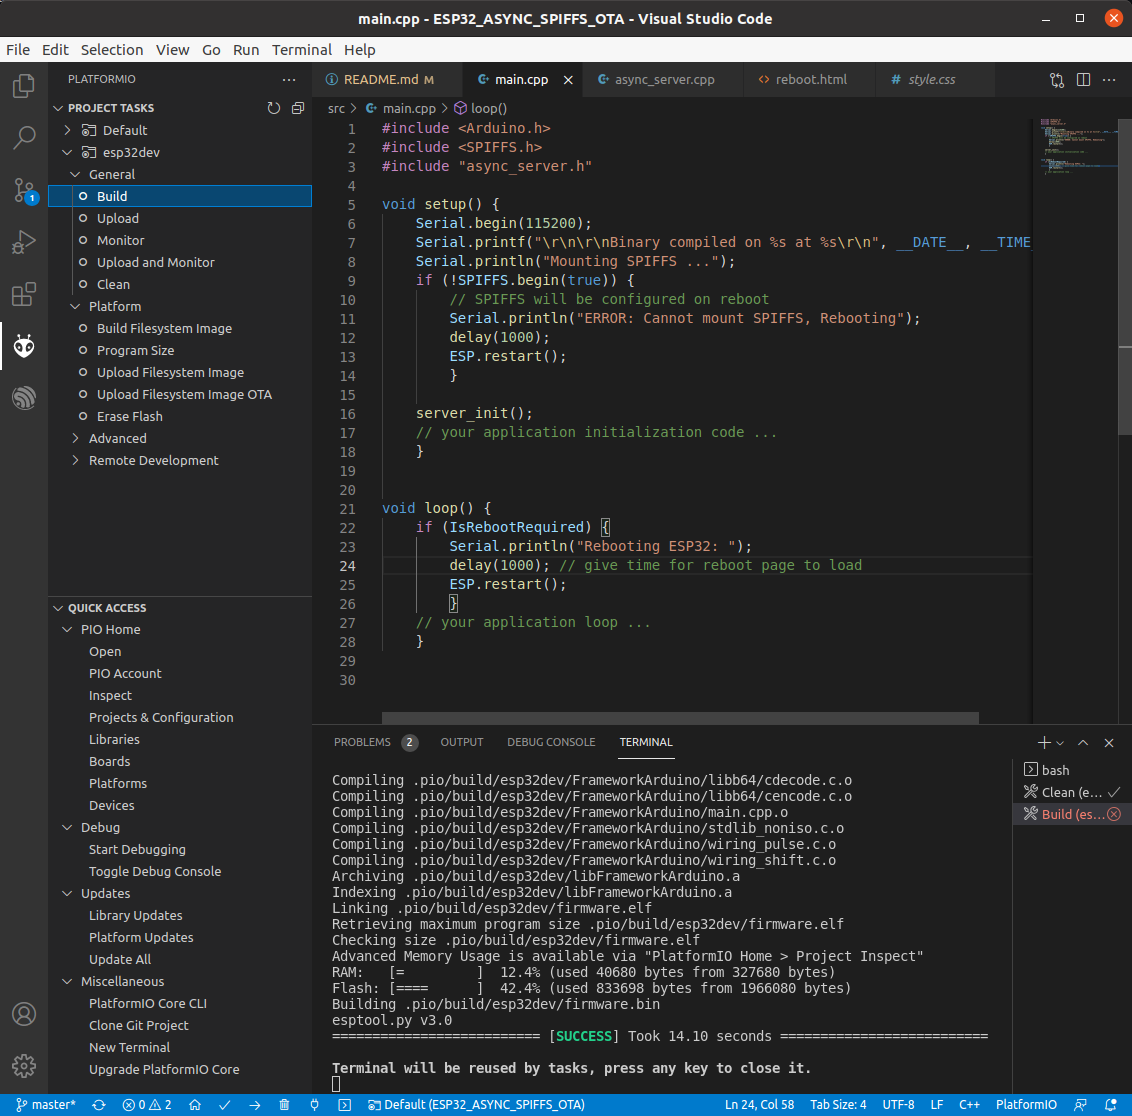 main.cpp - ESP32_ASYNC_SPIFFS_OTA - Visual Studio Code
File Edit Selection View Go Run Terminal Help
PLATFORMIO
PROJECT TASKS
Default
esp32dev
General
Build
Upload
Monitor
Upload and Monitor
Clean
Platform
Build Filesystem Image
Program Size
Upload Filesystem Image
Upload Filesystem Image OTA
Erase Flash
Advanced
Remote Development
QUICK ACCESS
PIO Home
Open
PIO Account
Inspect
Projects & Configuration
Libraries
Boards
Platforms
Devices
Debug
Start Debugging
Toggle Debug Console
Updates
Library Updates
Platform Updates
Update All
Miscellaneous
PlatformIO Core CLI
Clone Git Project
New Terminal
Upgrade PlatformIO Core
1
README.md M main.cpp async_server.cpp reboot.html style.css
src > main.cpp > loop()
1 #include <Arduino.h>
2 #include <SPIFFS.h>
3 #include "async_server.h"
4
5 void setup() {
6 Serial.begin(115200);
7 Serial.printf("\r\n\r\nBinary compiled on %s at %s\r\n", __DATE__, __TIME_
8 Serial.println("Mounting SPIFFS ...");
9 if (!SPIFFS.begin(true)) {
10 // SPIFFS will be configured on reboot
11 Serial.println("ERROR: Cannot mount SPIFFS, Rebooting");
12 delay(1000);
13 ESP.restart();
14 }
15
16 server_init();
17 // your application initialization code ...
18 }
19
20
21 void loop() {
22 if (IsRebootRequired) {
23 Serial.println("Rebooting ESP32: ");
24 delay(1000); // give time for reboot page to load
25 ESP.restart();
26 }
27 // your application loop ...
28 }
29
30
PROBLEMS 2 OUTPUT DEBUG CONSOLE TERMINAL
Compiling .pio/build/esp32dev/FrameworkArduino/libb64/cdecode.c.o
Compiling .pio/build/esp32dev/FrameworkArduino/libb64/cencode.c.o
Compiling .pio/build/esp32dev/FrameworkArduino/main.cpp.o
Compiling .pio/build/esp32dev/FrameworkArduino/stdlib_noniso.c.o
Compiling .pio/build/esp32dev/FrameworkArduino/wiring_pulse.c.o
Compiling .pio/build/esp32dev/FrameworkArduino/wiring_shift.c.o
Archiving .pio/build/esp32dev/libFrameworkArduino.a
Indexing .pio/build/esp32dev/libFrameworkArduino.a
Linking .pio/build/esp32dev/firmware.elf
Retrieving maximum program size .pio/build/esp32dev/firmware.elf
Checking size .pio/build/esp32dev/firmware.elf
Advanced Memory Usage is available via "PlatformIO Home > Project Inspect"
RAM: [= ] 12.4% (used 40680 bytes from 327680 bytes)
Flash: [==== ] 42.4% (used 833698 bytes from 1966080 bytes)
Building .pio/build/esp32dev/firmware.bin
esptool.py v3.0
========================== [SUCCESS] Took 14.10 seconds ==========================
Terminal will be reused by tasks, press any key to close it.
bash
Clean (e...
Build (es...
master* 0 2 Default (ESP32_ASYNC_SPIFFS_OTA) Ln 24, Col 58 Tab Size: 4 UTF-8 LF C++ PlatformIO